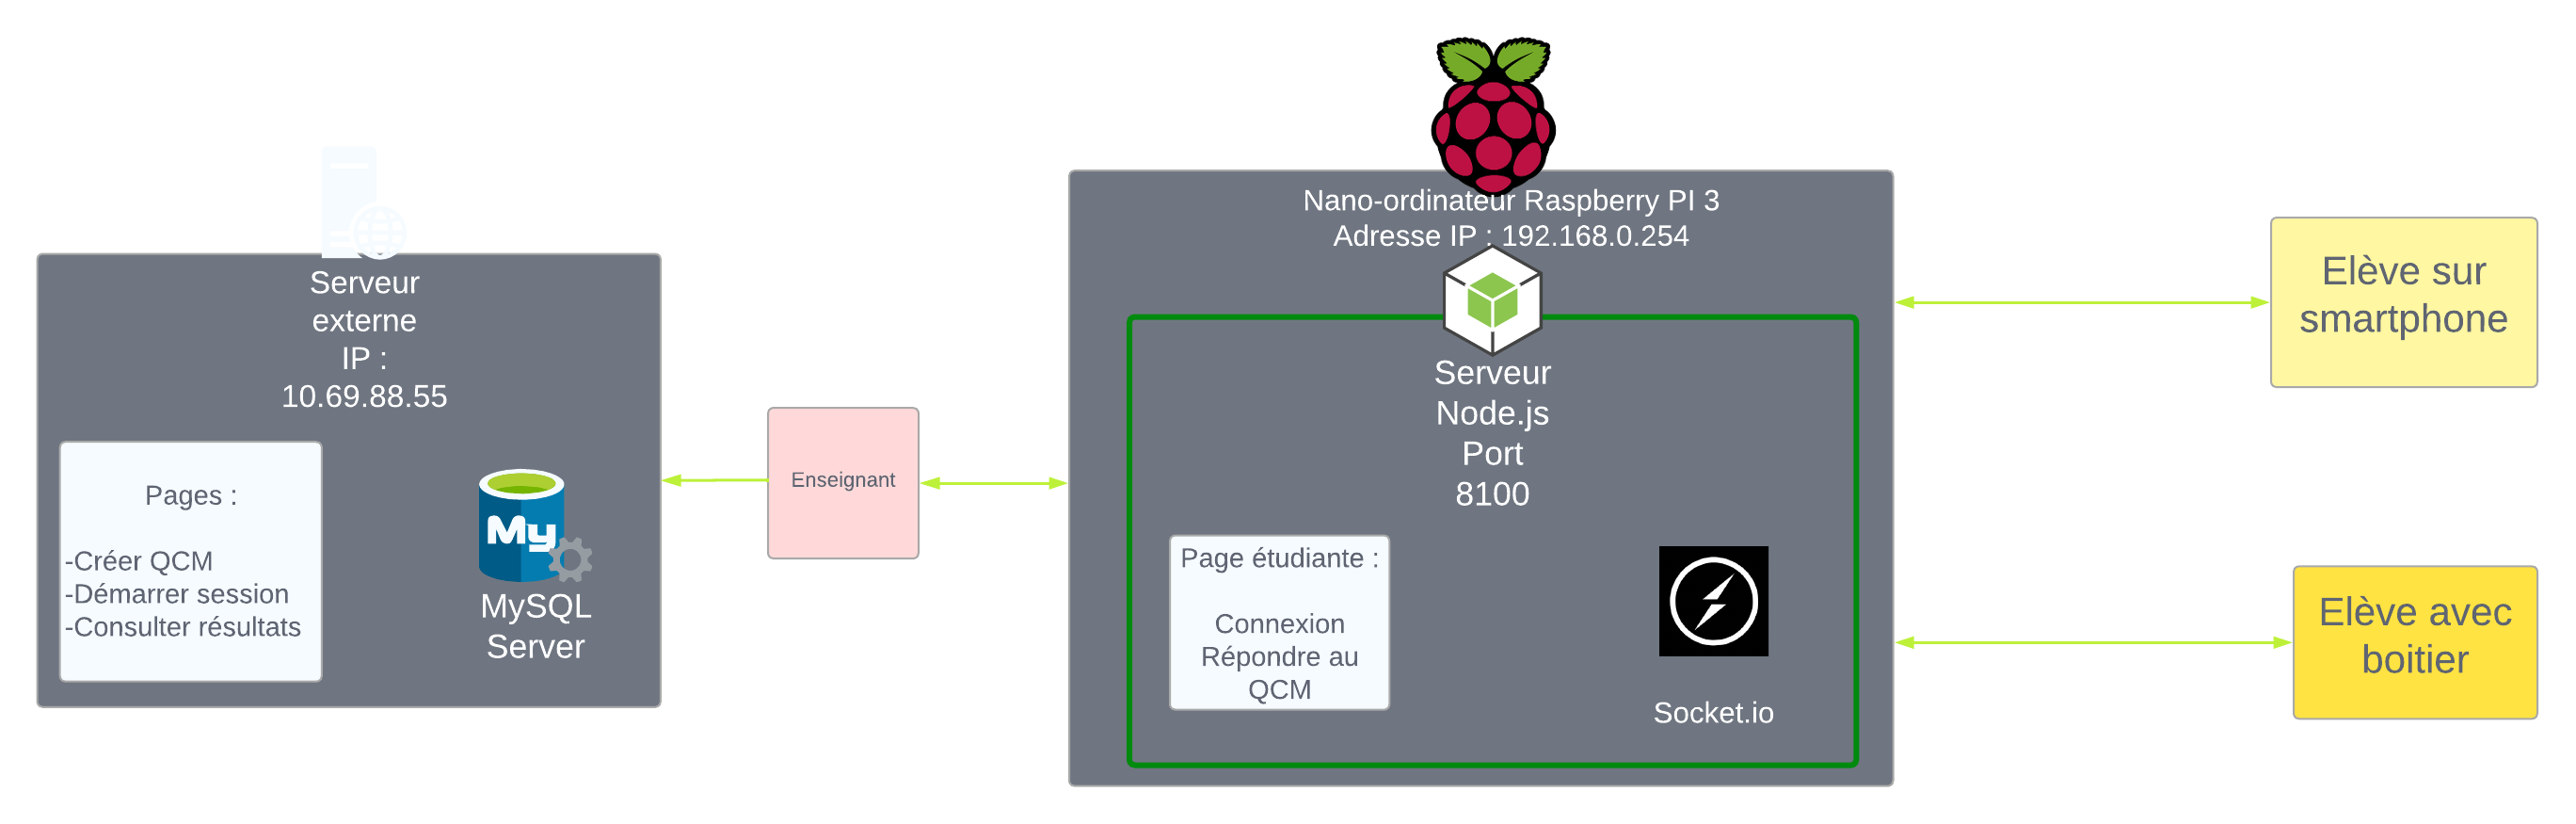 Serveur
externe
IP :
10.69.88.55
Pages :
-Créer QCM
-Démarrer session
-Consulter résultats
My
MySQL
Server
Enseignant
Nano-ordinateur Raspberry PI 3
Adresse IP : 192.168.0.254
Serveur
Node.js
Port
8100
Page étudiante :
Connexion
Répondre au
QCM
Socket.io
Elève sur
smartphone
Elève avec
boitier